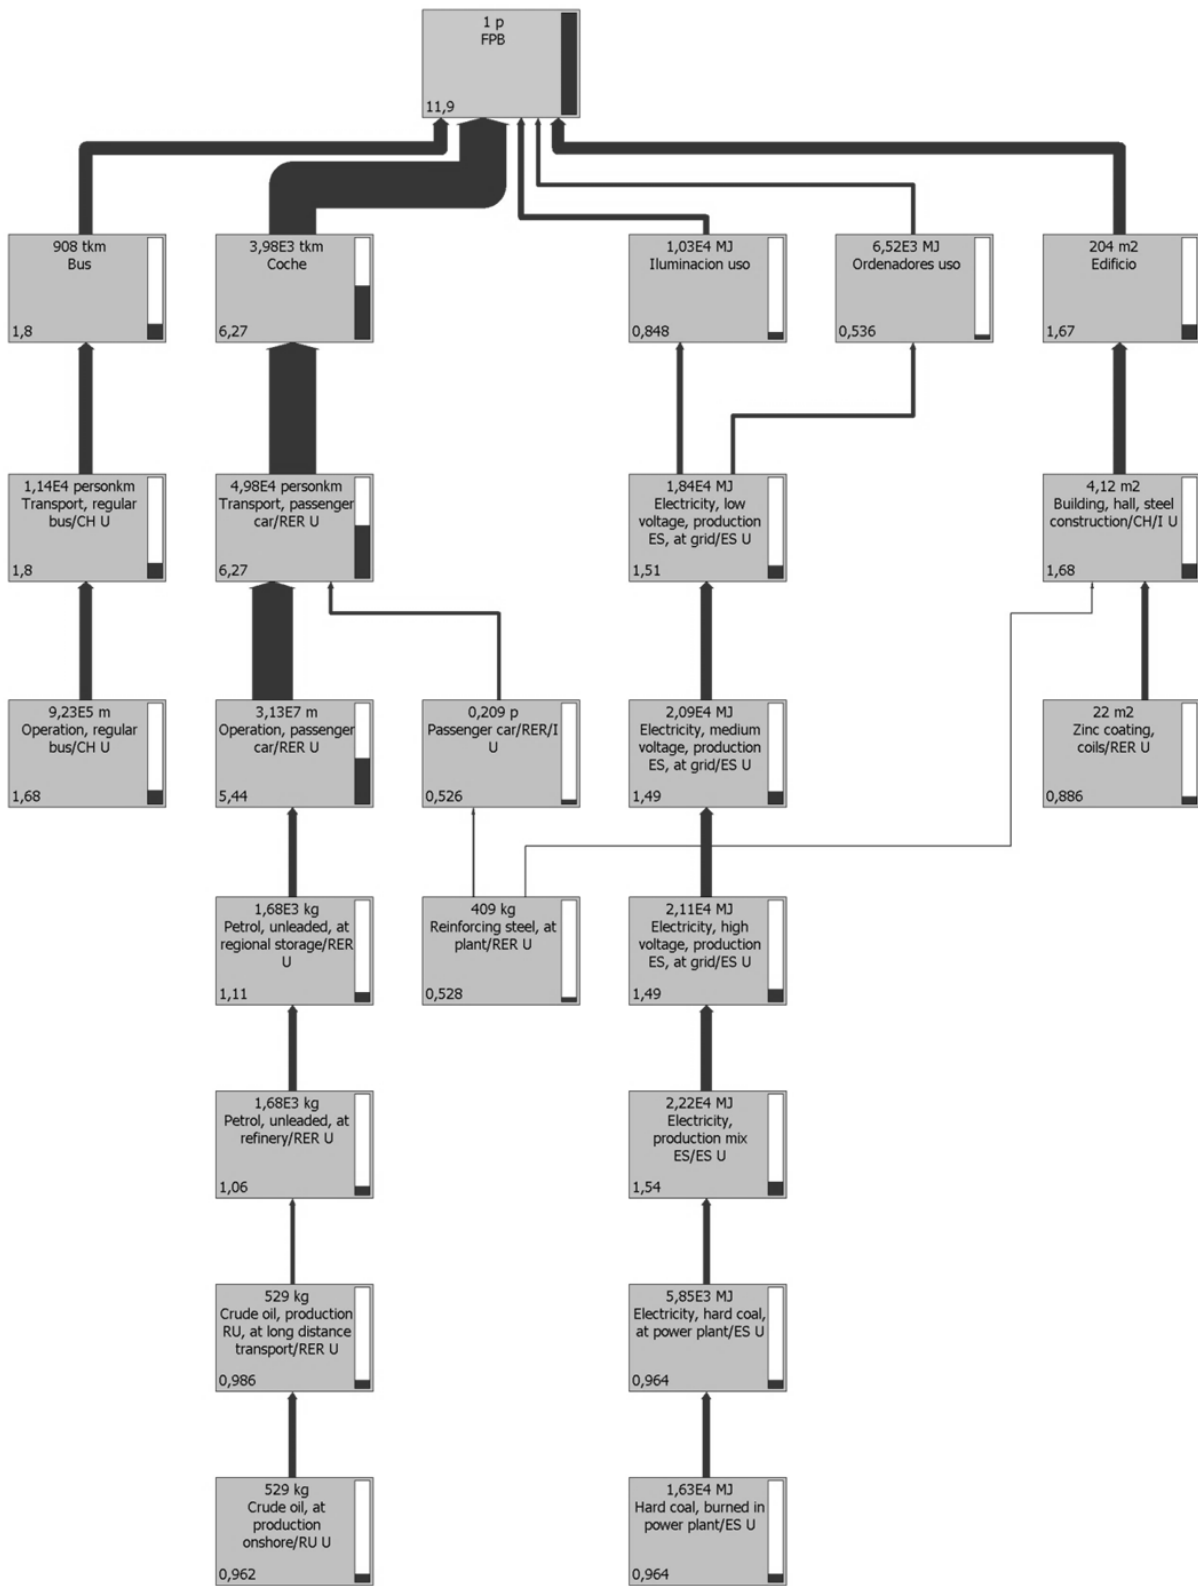 1 p
FPB
11,9
908 tkm
Bus
1,8
3,98E3 tkm
Coche
6,27
1,03E4 MJ
Iluminacion uso
0,848
6,52E3 MJ
Ordenadores uso
0,536
204 m2
Edificio
1,67
1,14E4 personkm
Transport, regular
bus/CH U
1,8
4,98E4 personkm
Transport, passenger
car/RER U
6,27
1,84E4 MJ
Electricity, low
voltage, production
ES, at grid/ES U
1,51
4,12 m2
Building, hall, steel
construction/CH/I U
1,68
9,23E5 m
Operation, regular
bus/CH U
1,68
3,13E7 m
Operation, passenger
car/RER U
5,44
0,209 p
Passenger car/RER/I
U
0,526
2,09E4 MJ
Electricity, medium
voltage, production
ES, at grid/ES U
1,49
22 m2
Zinc coating,
coils/RER U
0,886
1,68E3 kg
Petrol, unleaded, at
regional storage/RER
U
1,11
409 kg
Reinforcing steel, at
plant/RER U
0,528
2,11E4 MJ
Electricity, high
voltage, production
ES, at grid/ES U
1,49
1,68E3 kg
Petrol, unleaded, at
refinery/RER U
1,06
2,22E4 MJ
Electricity,
production mix
ES/ES U
1,54
529 kg
Crude oil, production
RU, at long distance
transport/RER U
0,986
5,85E3 MJ
Electricity, hard coal,
at power plant/ES U
0,964
529 kg
Crude oil, at
production
onshore/RU U
0,962
1,63E4 MJ
Hard coal, burned in
power plant/ES U
0,964